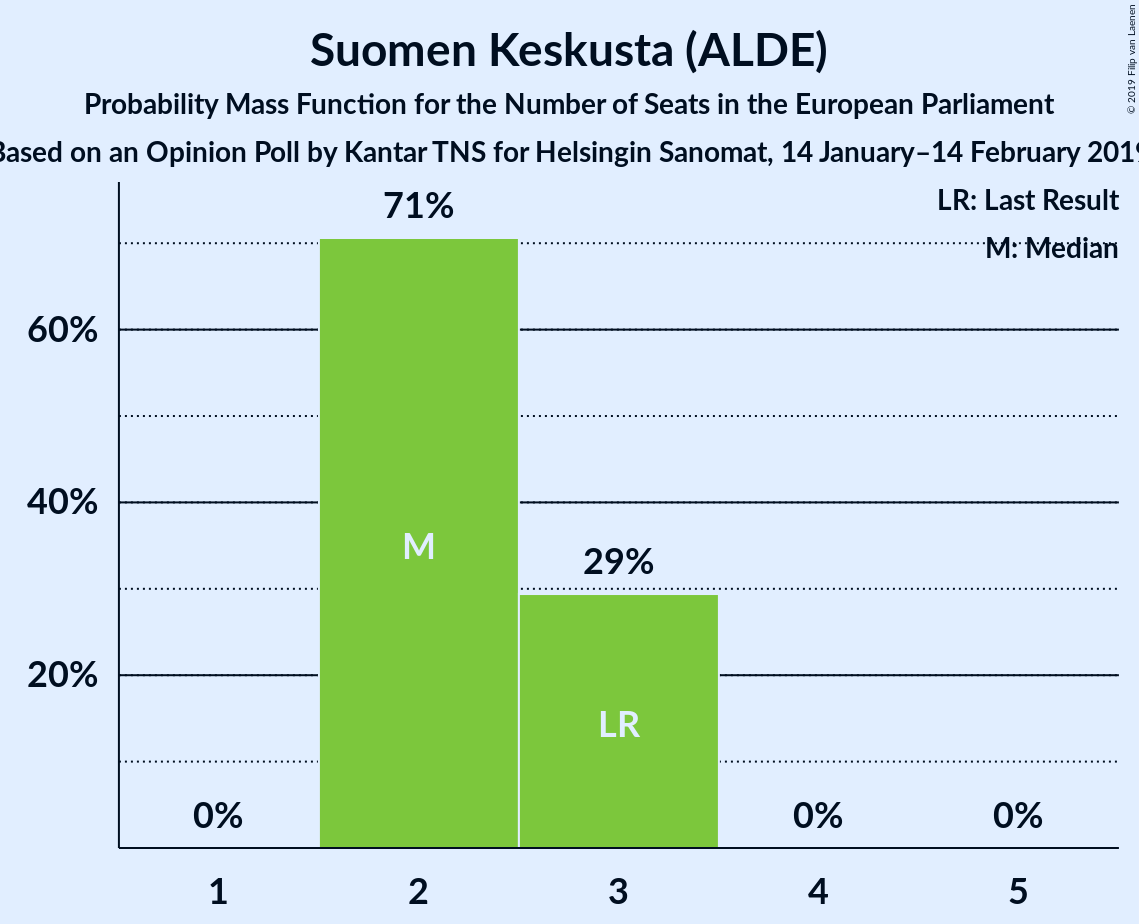 Suomen Keskusta (ALDE)
Probability Mass Function for the Number of Seats in the European Parliament
Based on an Opinion Poll by Kantar TNS for Helsingin Sanomat, 14 January–14 February 2019
© 2019 Filip van Laenen
LR: Last Result
M: Median
71%
60%
40%
M
29%
20%
LR
0%
0%
0%
1
2
3
4
5